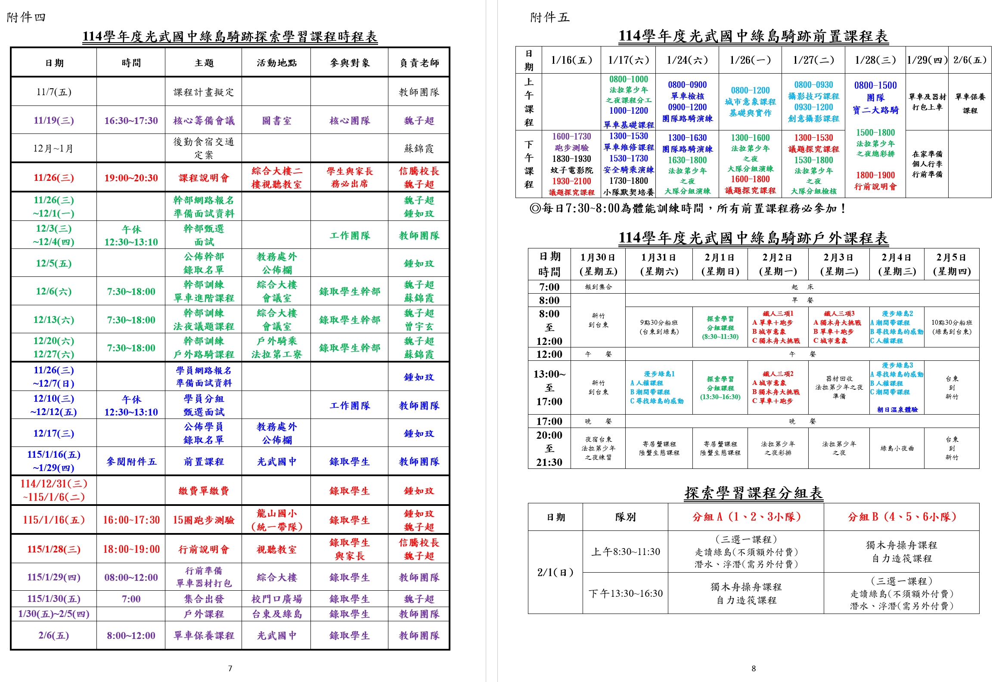 附件四
114學年度光武國中綠島騎跡探索學習課程時程表
日期 時間 主題 活動地點 參與對象 負責老師
11/7(五) 課程計畫擬定 教師團隊
11/19(三) 16:30~17:30 核心籌備會議 圖書室 核心團隊 魏子超
12月~1月 後勤食宿交通
定案 蘇錦霞
11/26(三) 19:00~20:30 課程說明會 綜合大樓二
樓視聽教室 學生與家長
務必出席 信騰校長
魏子超
11/26(三)
~12/1(一) 幹部網路報名
準備面試資料 魏子超
鍾如玟
12/3(三)
~12/4(四) 午休
12:30~13:10 幹部甄選
面試 工作團隊 教師團隊
12/5(五) 公佈幹部
錄取名單 教務處外
公佈欄 鍾如玟
12/6(六) 7:30~18:00 幹部訓練
單車進階課程 綜合大樓
會議室 錄取學生幹部 魏子超
蘇錦霞
12/13(六) 7:30~18:00 幹部訓練
法夜議題課程 綜合大樓
會議室 錄取學生幹部 魏子超
曾宇玄
12/20(六)
12/27(六) 7:30~18:00 幹部訓練
戶外路騎課程 戶外騎乘
法拉第工寮 錄取學生幹部 魏子超
蘇錦霞
11/26(三)
~12/7(日) 學員網路報名
準備面試資料 鍾如玟
12/10(三)
~12/12(五) 午休
12:30~13:10 學員分組
甄選面試 工作團隊 教師團隊
12/17(三) 公佈學員
錄取名單 教務處外
公佈欄 鍾如玟
115/1/16(五)
~1/29(四) 參閱附件五 前置課程 光武國中 錄取學生 教師團隊
114/12/31(三)
~115/1/6(二) 繳費單繳費 錄取學生 鍾如玟
115/1/16(五) 16:00~17:30 15圈跑步測驗 龍山國小
(統一帶隊) 錄取學生 鍾如玟
魏子超
115/1/28(三) 18:00~19:00 行前說明會 視聽教室 錄取學生
與家長 信騰校長
魏子超
115/1/29(四) 08:00~12:00 行前準備
單車器材打包 綜合大樓 錄取學生 教師團隊
115/1/30(五) 7:00 集合出發 校門口廣場 錄取學生 魏子超
1/30(五)~2/5(四) 戶外課程 台東及綠島 錄取學生 教師團隊
2/6(五) 8:00~12:00 單車保養課程 光武國中 錄取學生 教師團隊
7
附件五
114學年度光武國中綠島騎跡前置課程表
日
期 1/16(五) 1/17(六) 1/24(六) 1/26(一) 1/27(二) 1/28(三) 1/29(四) 2/6(五)
上
午
課
程
0800-1000
法拉第少年
之夜課程分工
1000-1200
單車基礎課程
0800-0900
單車檢核
0900-1200
團隊路騎演練
0800-1200
城市意象課程
基礎與實作
0800-0930
攝影技巧課程
0930-1200
創意攝影課程
0800-1500
團隊
寶二大路騎
1500-1800
法拉第少年
之夜總彩排
1800-1900
行前說明會
單車及器材
打包上車
單車保養
課程
下
午
課
程
1600-1730
跑步測驗
1830-1930
蚊子電影院
1930-2100
議題探究課程
1300-1530
單車維修課程
1530-1730
安全騎乘演練
1730-1800
小隊默契培養
1300-1630
團隊路騎演練
1630-1800
法拉第少年
之夜
大隊分組演練
1300-1600
法拉第少年
之夜
大隊分組演練
1600-1800
議題探究課程
1300-1530
議題探究課程
1530-1800
法拉第少年
之夜
大隊分組檢核
在家準備
個人行李
行前準備
◎每日7:30~8:00為體能訓練時間,所有前置課程務必參加!
114學年度光武國中綠島騎跡戶外課程表
日期
時間 1月30日
(星期五) 1月31日
(星期六) 2月1日
(星期日) 2月2日
(星期一) 2月3日
(星期二) 2月4日
(星期三) 2月5日
(星期四)
7:00 報到集合 起 床
8:00 早 餐
新竹
到台東
8:00
至
12:00
9點30分船班
(台東到綠島)
探索學習
分組課程
(8:30~11:30)
鐵人三項1
A 單車+跑步
B 城市意象
C 獨木舟大挑戰
鐵人三項3
A 獨木舟大挑戰
B 單車+跑步
C 城市意象
漫步綠島2
A 潮間帶課程
B 尋找綠島的感動
C 人權課程
10點30分船班
(綠島到台東)
12:00 午 餐 午 餐
13:00~
至
17:00
新竹
到台東
漫步綠島1
A 人權課程
B 潮間帶課程
C 尋找綠島的感動
探索學習
分組課程
(13:30~16:30)
鐵人三項2
A 城市意象
B 獨木舟大挑戰
C 單車+跑步
器材回收
法拉第少年之夜
準備
漫步綠島3
A 尋找綠島的感動
B 人權課程
C 潮間帶課程
朝日溫泉體驗
台東
到
新竹
17:00 晚 餐 晚 餐
20:00
至
21:30
夜宿台東
法拉第少年
之夜練習
寄居蟹課程
陸蟹生態課程
寄居蟹課程
陸蟹生態課程
法拉第少年
之夜彩排
法拉第少年
之夜
綠島小夜曲
台東
到
新竹
探索學習課程分組表
日期 隊別 分組 A (1、2、3小隊) 分組 B (4、5、6小隊)
2/1(日)
上午8:30~11:30
(三選一課程)
走讀綠島(不須額外付費)
潛水、浮潛(需另外付費)
獨木舟操舟課程
自力造筏課程
下午13:30~16:30
獨木舟操舟課程
自力造筏課程
(三選一課程)
走讀綠島(不須額外付費)
潛水、浮潛(需另外付費)
8